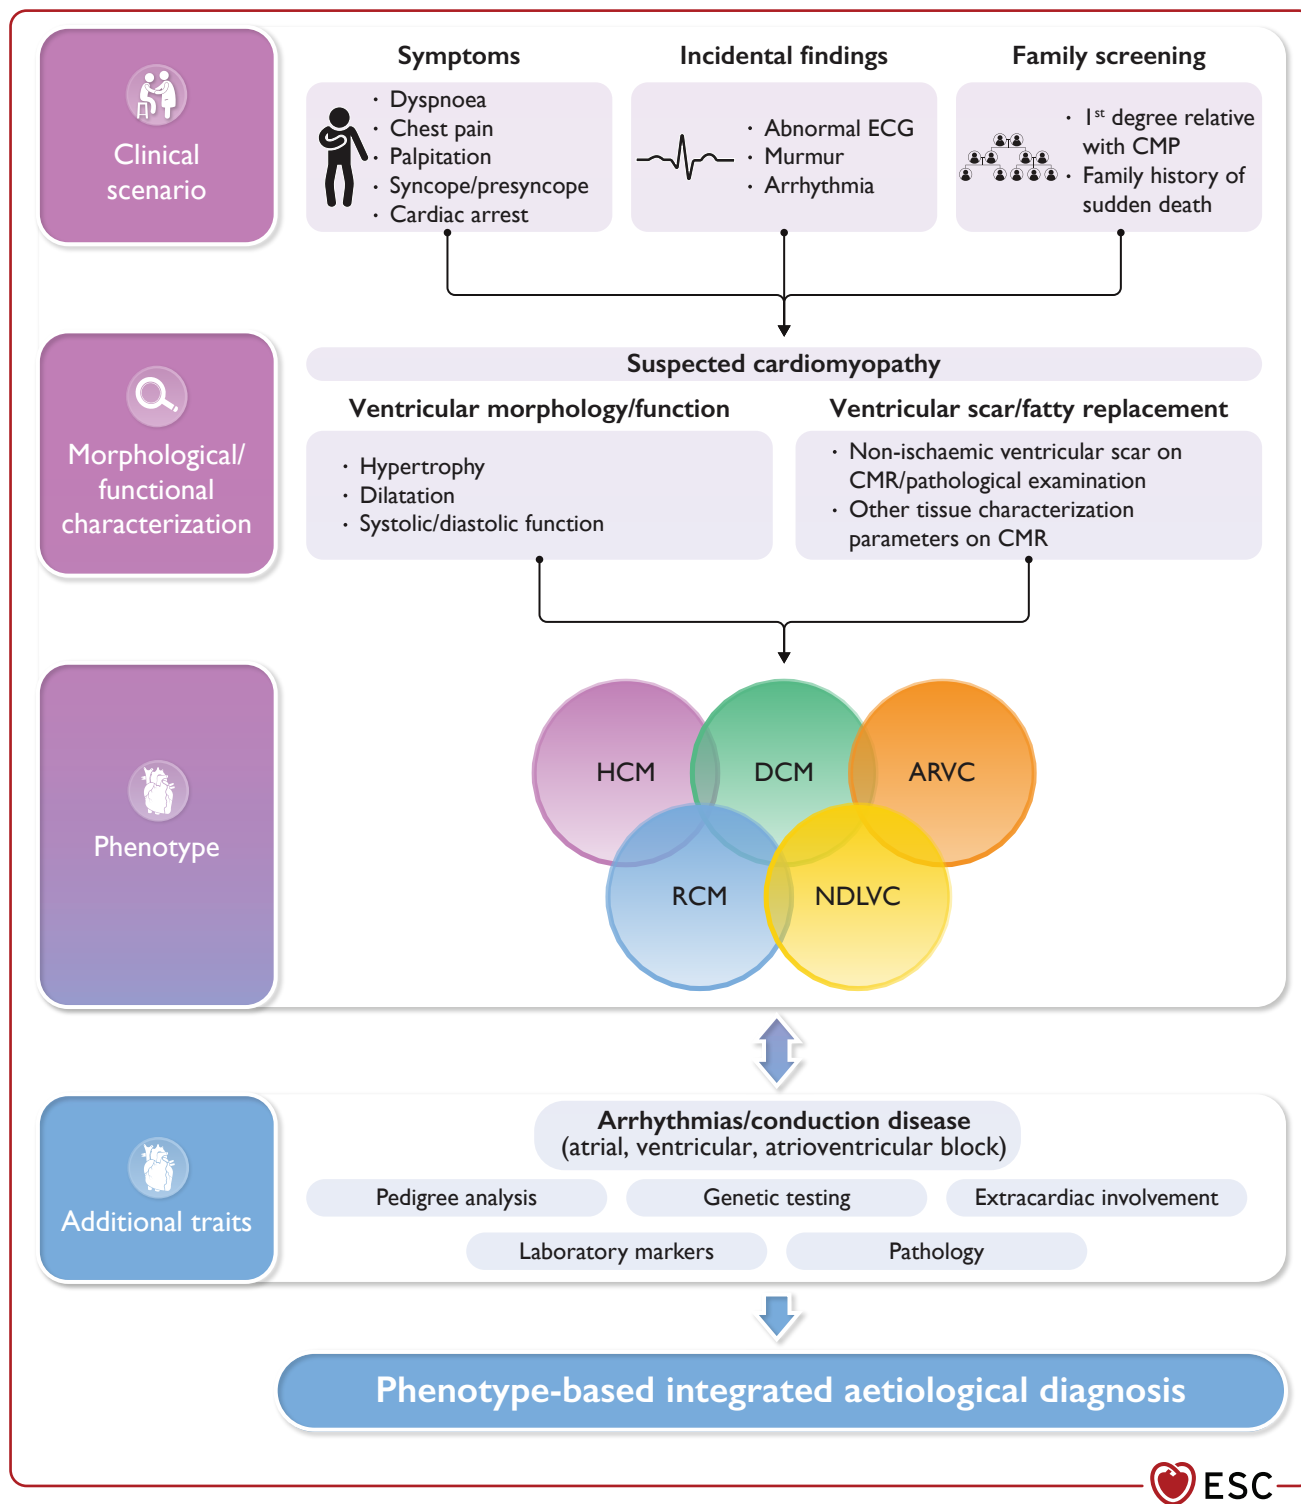 Clinical
scenario
Symptoms
· Dyspnoea
· Chest pain
· Palpitation
· Syncope/presyncope
· Cardiac arrest
Incidental findings
· Abnormal ECG
· Murmur
· Arrhythmia
Family screening
· 1st degree relative
with CMP
· Family history of
sudden death
Morphological/
functional
characterization
Suspected cardiomyopathy
Ventricular morphology/function
· Hypertrophy
· Dilatation
· Systolic/diastolic function
Ventricular scar/fatty replacement
· Non-ischaemic ventricular scar on
CMR/pathological examination
· Other tissue characterization
parameters on CMR
Phenotype
HCM
DCM
ARVC
RCM
NDLVC
Additional traits
Arrhythmias/conduction disease
(atrial, ventricular, atrioventricular block)
Pedigree analysis
Genetic testing
Extracardiac involvement
Laboratory markers
Pathology
Phenotype-based integrated aetiological diagnosis
ESC